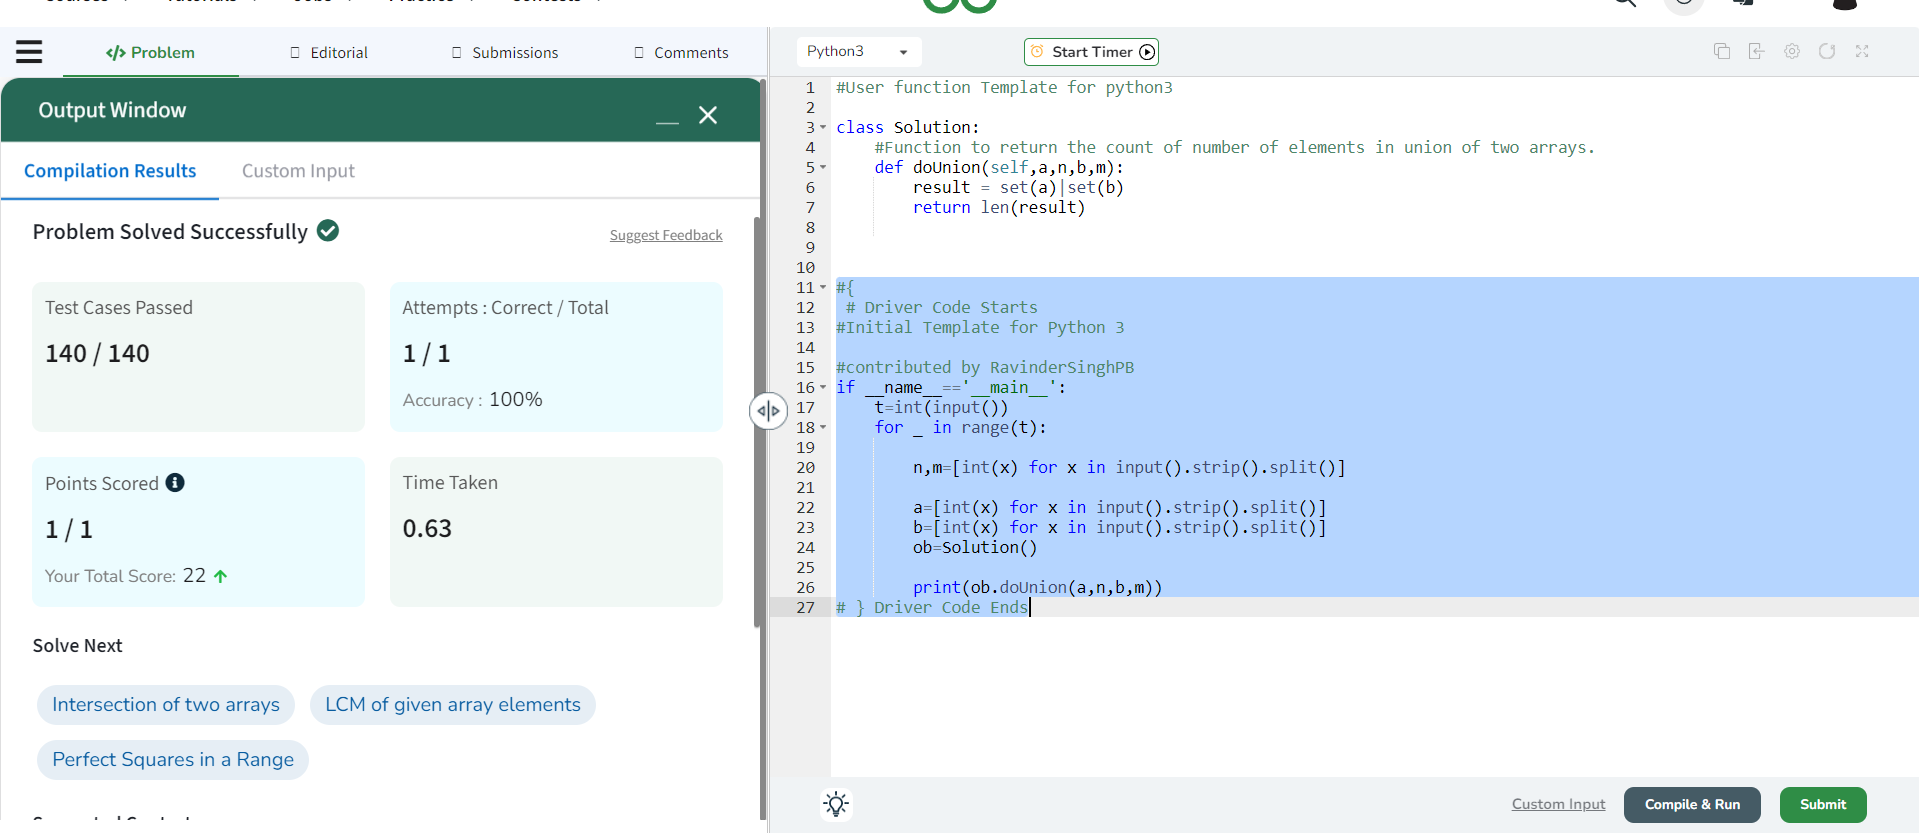 Problem
Editorial
Submissions
Comments
Output Window
Compilation Results
Custom Input
Problem Solved Successfully
Suggest Feedback
Test Cases Passed
140 / 140
Attempts : Correct / Total
1 / 1
Accuracy : 100%
Points Scored
1 / 1
Your Total Score: 22
Time Taken
0.63
Solve Next
Intersection of two arrays
LCM of given array elements
Perfect Squares in a Range
Python3
Start Timer
1 #User function Template for python3
2
3 class Solution:
4     #Function to return the count of number of elements in union of two arrays.
5     def doUnion(self,a,n,b,m):
6         result = set(a)|set(b)
7         return len(result)
8
9
10
11 #{
12  # Driver Code Starts
13 #Initial Template for Python 3
14
15 #contributed by RavinderSinghPB
16 if __name__=='__main__':
17     t=int(input())
18     for _ in range(t):
19
20         n,m=[int(x) for x in input().strip().split()]
21
22         a=[int(x) for x in input().strip().split()]
23         b=[int(x) for x in input().strip().split()]
24         ob=Solution()
25
26         print(ob.doUnion(a,n,b,m))
27 # } Driver Code Ends
Custom Input
Compile & Run
Submit